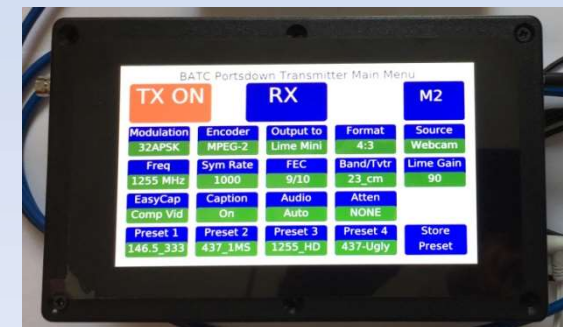 BATC Portsdown Transmitter Main Menu
TX ON RX M2
Modulation Encoder Output to Format Source
32APSK MPEG-2 Lime Mini 4:3 Webcam
Freq Sym Rate FEC Band/Tvtr Lime Gain
1255 MHz 1000 9/10 23_cm 90
EasyCap Caption Audio Atten
Comp Vid On Auto NONE
Preset 1 Preset 2 Preset 3 Preset 4 Store
146.5_333 437_1MS 1255_HD 437-Ugly Preset